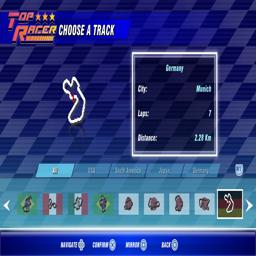 TOP RACER
CHOOSE A TRACK
Germany
City: Munich
Laps: 7
Distance: 2.28 Km
All USA South America Japan Germany
NAVIGATE CONFIRM MIRROR BACK